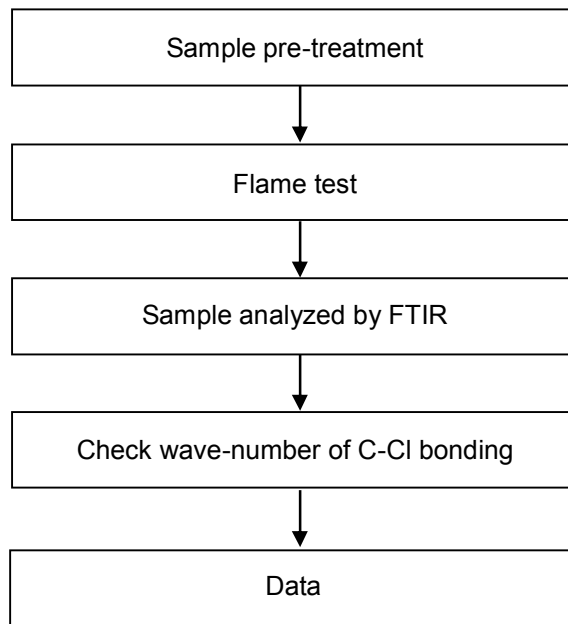 Sample pre-treatment
Flame test
Sample analyzed by FTIR
Check wave-number of C-Cl bonding
Data